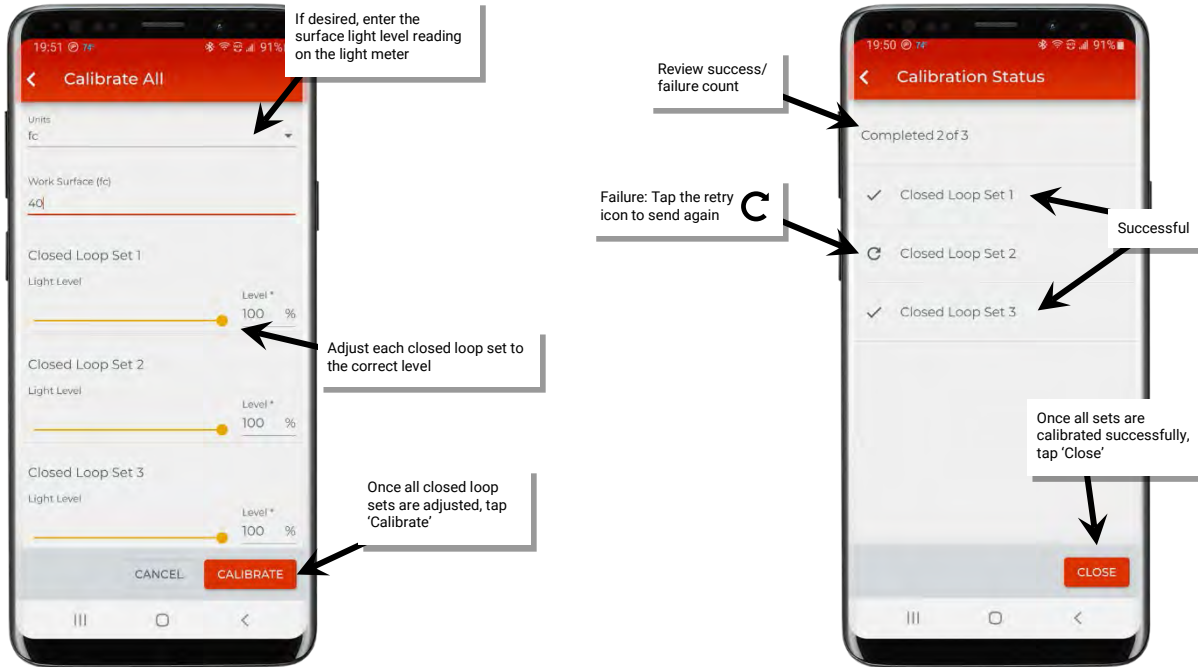 If desired, enter the
surface light level reading
on the light meter
19:51 74° 91%
Calibrate All
Units
fc
Work Surface (fc)
40
Closed Loop Set 1
Light Level
Level *
100 %
Adjust each closed loop set to
the correct level
Closed Loop Set 2
Light Level
Level *
100 %
Closed Loop Set 3
Light Level
Level *
100 %
Once all closed loop
sets are adjusted, tap
‘Calibrate’
CANCEL CALIBRATE
19:50 74° 91%
Calibration Status
Review success/
failure count
Completed 2 of 3
Failure: Tap the retry
icon to send again
Closed Loop Set 1
Successful
Closed Loop Set 2
Closed Loop Set 3
Once all sets are
calibrated successfully,
tap ‘Close’
CLOSE